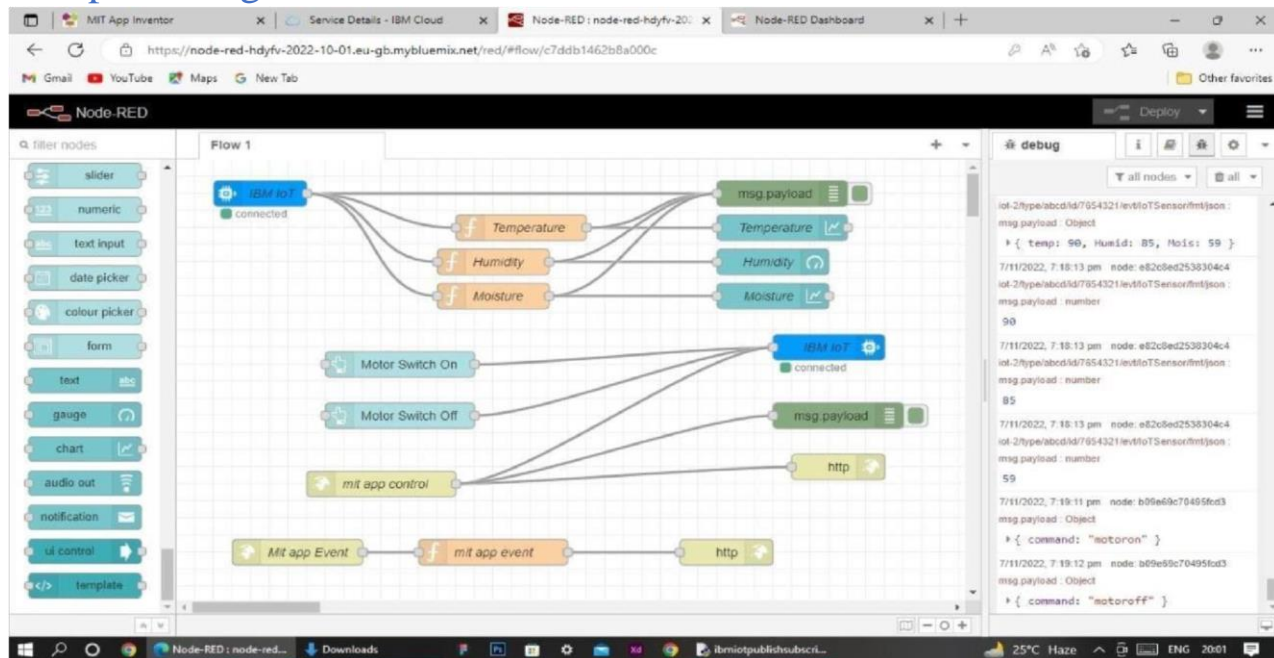 MIT App Inventor
Service Details - IBM Cloud
Node-RED : node-red-hdyfv-202
Node-RED Dashboard
https://node-red-hdyfv-2022-10-01.eu-gb.mybluemix.net/red/#flow/c7ddb1462b8a000c
Gmail YouTube Maps New Tab
Other favorites
Node-RED
Deploy
filter nodes
Flow 1
debug
all nodes
all
slider
numeric
text input
date picker
colour picker
form
text
gauge
chart
audio out
notification
ui control
template
IBM IoT
connected
msg.payload
Temperature
Temperature
Humidity
Humidity
Moisture
Moisture
Motor Switch On
IBM IoT
connected
Motor Switch Off
msg.payload
mit app control
http
Mit app Event
mit app event
http
iot-2/type/abcd/id/7654321/evt/IoTSensor/fmt/json :
msg.payload : Object
{ temp: 90, Humid: 85, Mois: 59 }
7/11/2022, 7:18:13 pm node: e82c8ed2538304c4
iot-2/type/abcd/id/7654321/evt/IoTSensor/fmt/json :
msg.payload : number
90
7/11/2022, 7:18:13 pm node: e82c8ed2538304c4
iot-2/type/abcd/id/7654321/evt/IoTSensor/fmt/json :
msg.payload : number
85
7/11/2022, 7:18:13 pm node: e82c8ed2538304c4
iot-2/type/abcd/id/7654321/evt/IoTSensor/fmt/json :
msg.payload : number
59
7/11/2022, 7:19:11 pm node: b09e69c70495fcd3
msg.payload : Object
{ command: "motoron" }
7/11/2022, 7:19:12 pm node: b09e69c70495fcd3
msg.payload : Object
{ command: "motoroff" }
Node-RED : node-red...
Downloads
ibmiotpublishsubscri...
25°C Haze
ENG
20:01